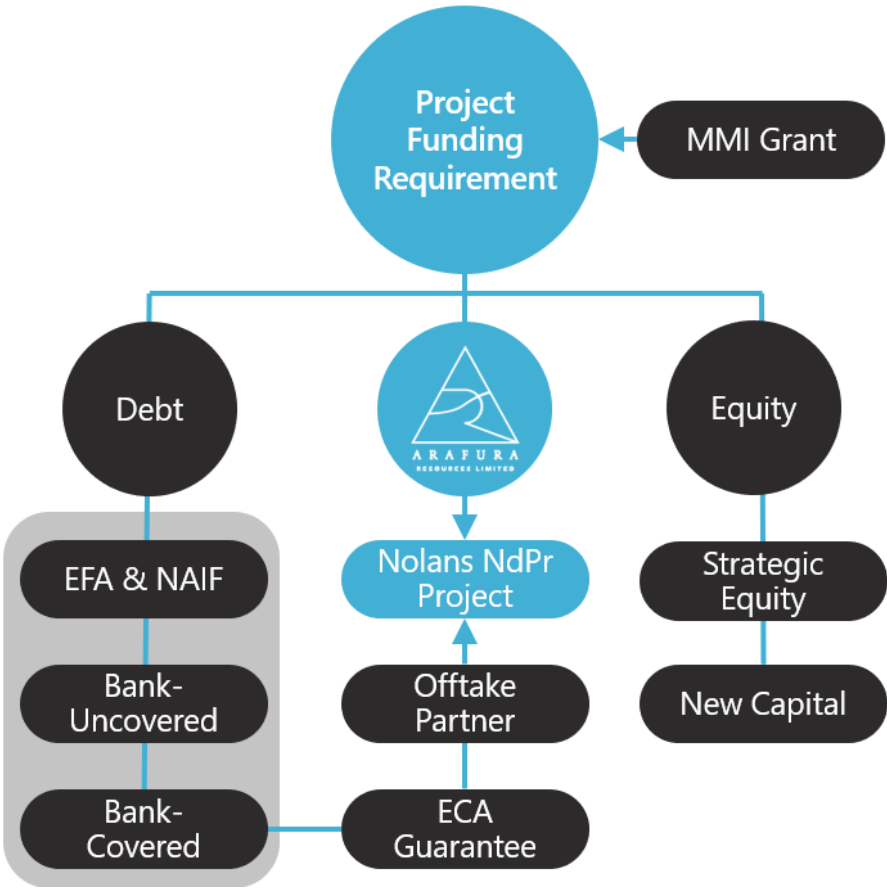 Project
Funding
Requirement
MMI Grant
Debt
ARAFURA
RESOURCES LIMITED
Equity
EFA & NAIF
Nolans NdPr
Project
Strategic
Equity
Bank-
Uncovered
Offtake
Partner
New Capital
Bank-
Covered
ECA
Guarantee